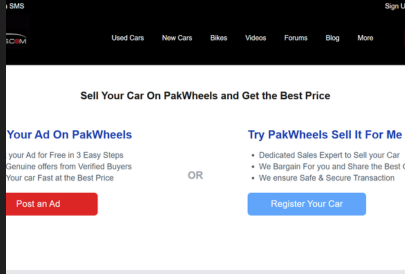 SMS
Sign U
Used Cars New Cars Bikes Videos Forums Blog More
Sell Your Car On PakWheels and Get the Best Price
Your Ad On PakWheels
your Ad for Free in 3 Easy Steps
Genuine offers from Verified Buyers
Your car Fast at the Best Price
Post an Ad
OR
Try PakWheels Sell It For Me
• Dedicated Sales Expert to Sell your Car
• We Bargain For you and Share the Best
• We ensure Safe & Secure Transaction
Register Your Car